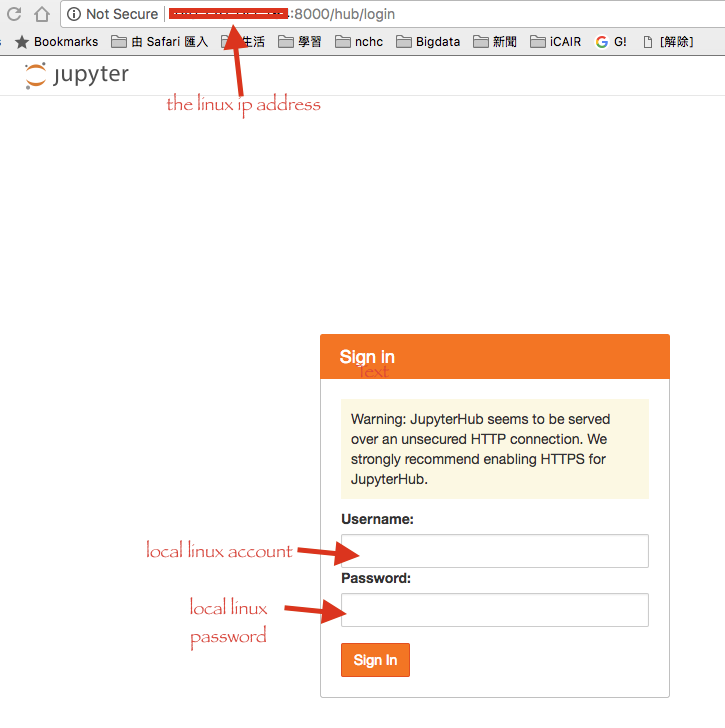 Not Secure | :8000/hub/login
Bookmarks 由 Safari 匯入 生活 學習 nchc Bigdata 新聞 iCAIR G! [解除]
jupyter
the linux ip address
Sign in
Text
Warning: JupyterHub seems to be served
over an unsecured HTTP connection. We
strongly recommend enabling HTTPS for
JupyterHub.
Username:
local linux account
Password:
local linux
password
Sign In